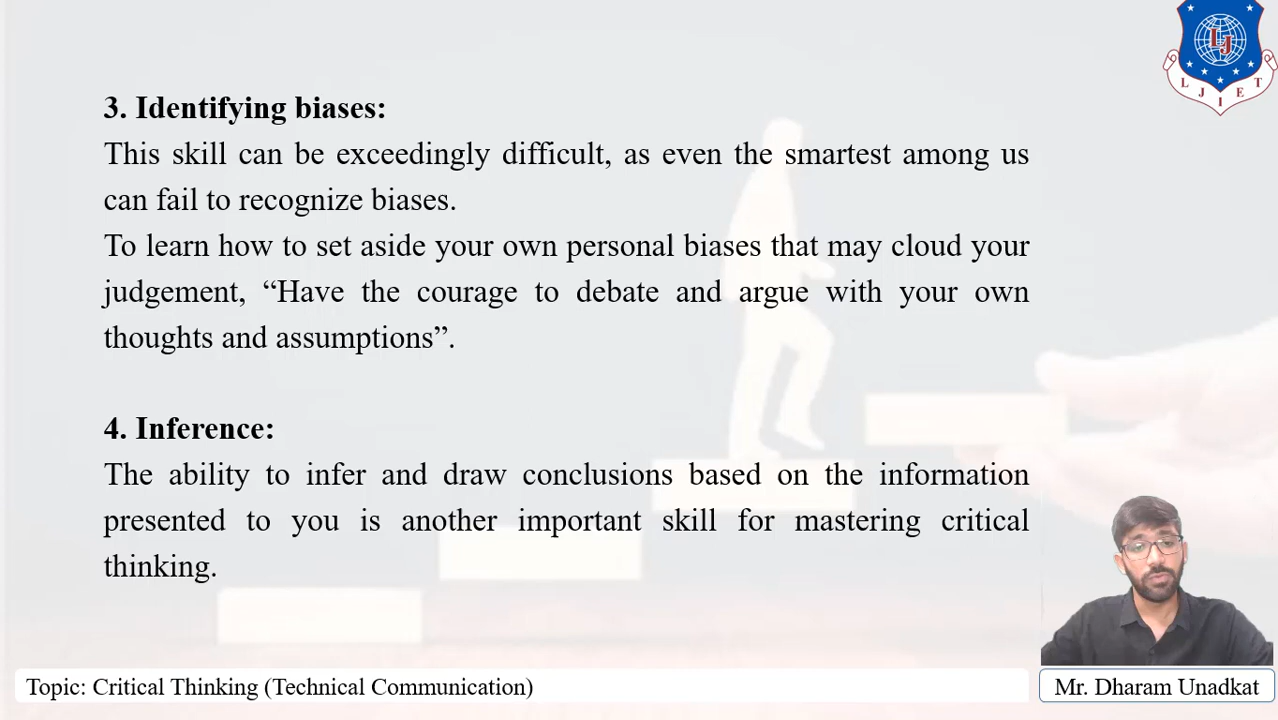 3. Identifying biases:
This skill can be exceedingly difficult, as even the smartest among us
can fail to recognize biases.
To learn how to set aside your own personal biases that may cloud your
judgement, “Have the courage to debate and argue with your own
thoughts and assumptions”.
4. Inference:
The ability to infer and draw conclusions based on the information
presented to you is another important skill for mastering critical
thinking.
Topic: Critical Thinking (Technical Communication)
Mr. Dharam Unadkat
LJ
L J I E T